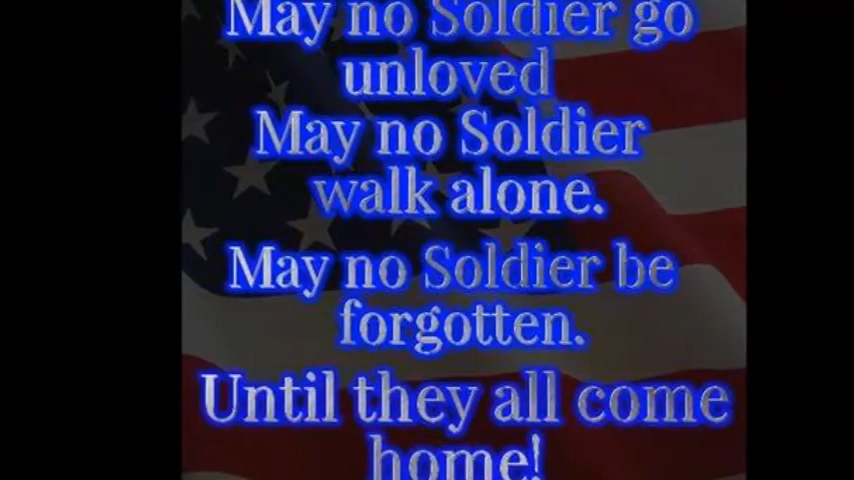 May no Soldier go
unloved
May no Soldier
walk alone.
May no Soldier be
forgotten.
Until they all come
home!